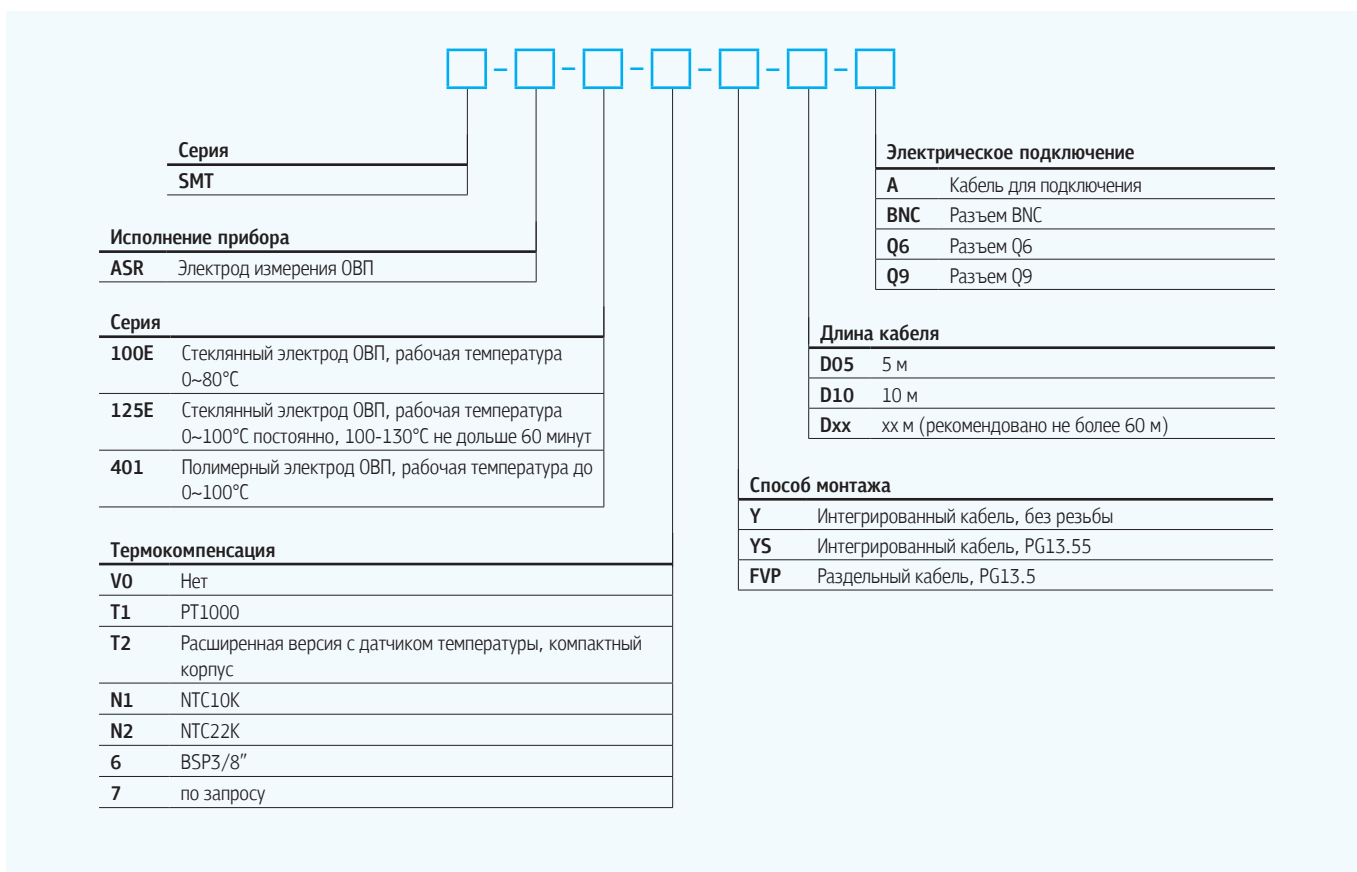 Серия
SMT
Исполнение прибора
ASR Электрод измерения ОВП
Серия
100E Стеклянный электрод ОВП, рабочая температура
0~80°C
125E Стеклянный электрод ОВП, рабочая температура
0~100°C постоянно, 100-130°C не дольше 60 минут
401 Полимерный электрод ОВП, рабочая температура до
0~100°C
Термокомпенсация
V0 Нет
T1 PT1000
T2 Расширенная версия с датчиком температуры, компактный
корпус
N1 NTC10K
N2 NTC22K
6 BSP3/8″
7 по запросу
Электрическое подключение
A Кабель для подключения
BNC Разъем BNC
Q6 Разъем Q6
Q9 Разъем Q9
Длина кабеля
D05 5 м
D10 10 м
Dxx xx м (рекомендовано не более 60 м)
Способ монтажа
Y Интегрированный кабель, без резьбы
YS Интегрированный кабель, PG13.55
FVP Раздельный кабель, PG13.5